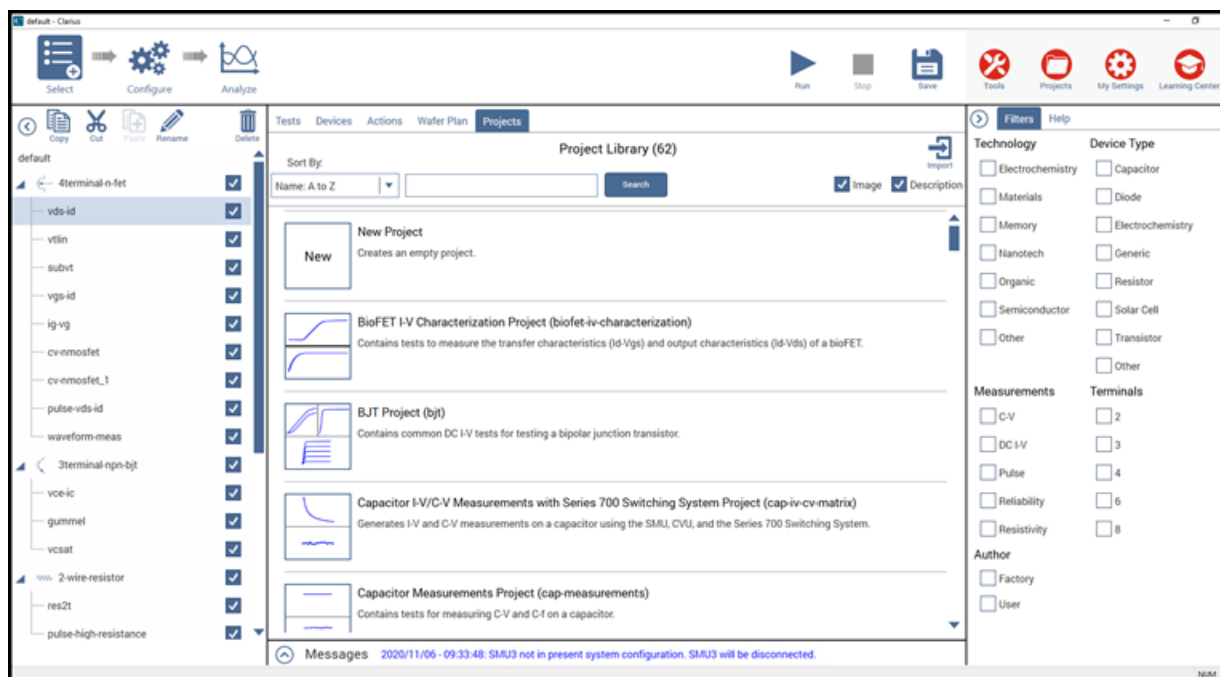 default - Clarius
Select
Configure
Analyze
Run
Stop
Save
Tools
Projects
My Settings
Learning Center
Copy
Cut
Paste
Rename
Delete
default
4terminal-n-fet
vds-id
vtlin
subvt
vgs-id
ig-vg
cv-nmosfet
cv-nmosfet_1
pulse-vds-id
waveform-meas
3terminal-npn-bjt
vce-ic
gummel
vcsat
2-wire-resistor
res2t
pulse-high-resistance
Tests Devices Actions Wafer Plan Projects
Project Library (62)
Import
Sort By:
Name: A to Z
Search
Image
Description
New
New Project
Creates an empty project.
BioFET I-V Characterization Project (biofet-iv-characterization)
Contains tests to measure the transfer characteristics (Id-Vgs) and output characteristics (Id-Vds) of a bioFET.
BJT Project (bjt)
Contains common DC I-V tests for testing a bipolar junction transistor.
Capacitor I-V/C-V Measurements with Series 700 Switching System Project (cap-iv-cv-matrix)
Generates I-V and C-V measurements on a capacitor using the SMU, CVU, and the Series 700 Switching System.
Capacitor Measurements Project (cap-measurements)
Contains tests for measuring C-V and C-f on a capacitor.
Messages 2020/11/06 - 09:33:48: SMU3 not in present system configuration. SMU3 will be disconnected.
Filters Help
Technology
Electrochemistry
Materials
Memory
Nanotech
Organic
Semiconductor
Other
Device Type
Capacitor
Diode
Electrochemistry
Generic
Resistor
Solar Cell
Transistor
Other
Measurements
C-V
DC I-V
Pulse
Reliability
Resistivity
Terminals
2
3
4
6
8
Author
Factory
User
NUM